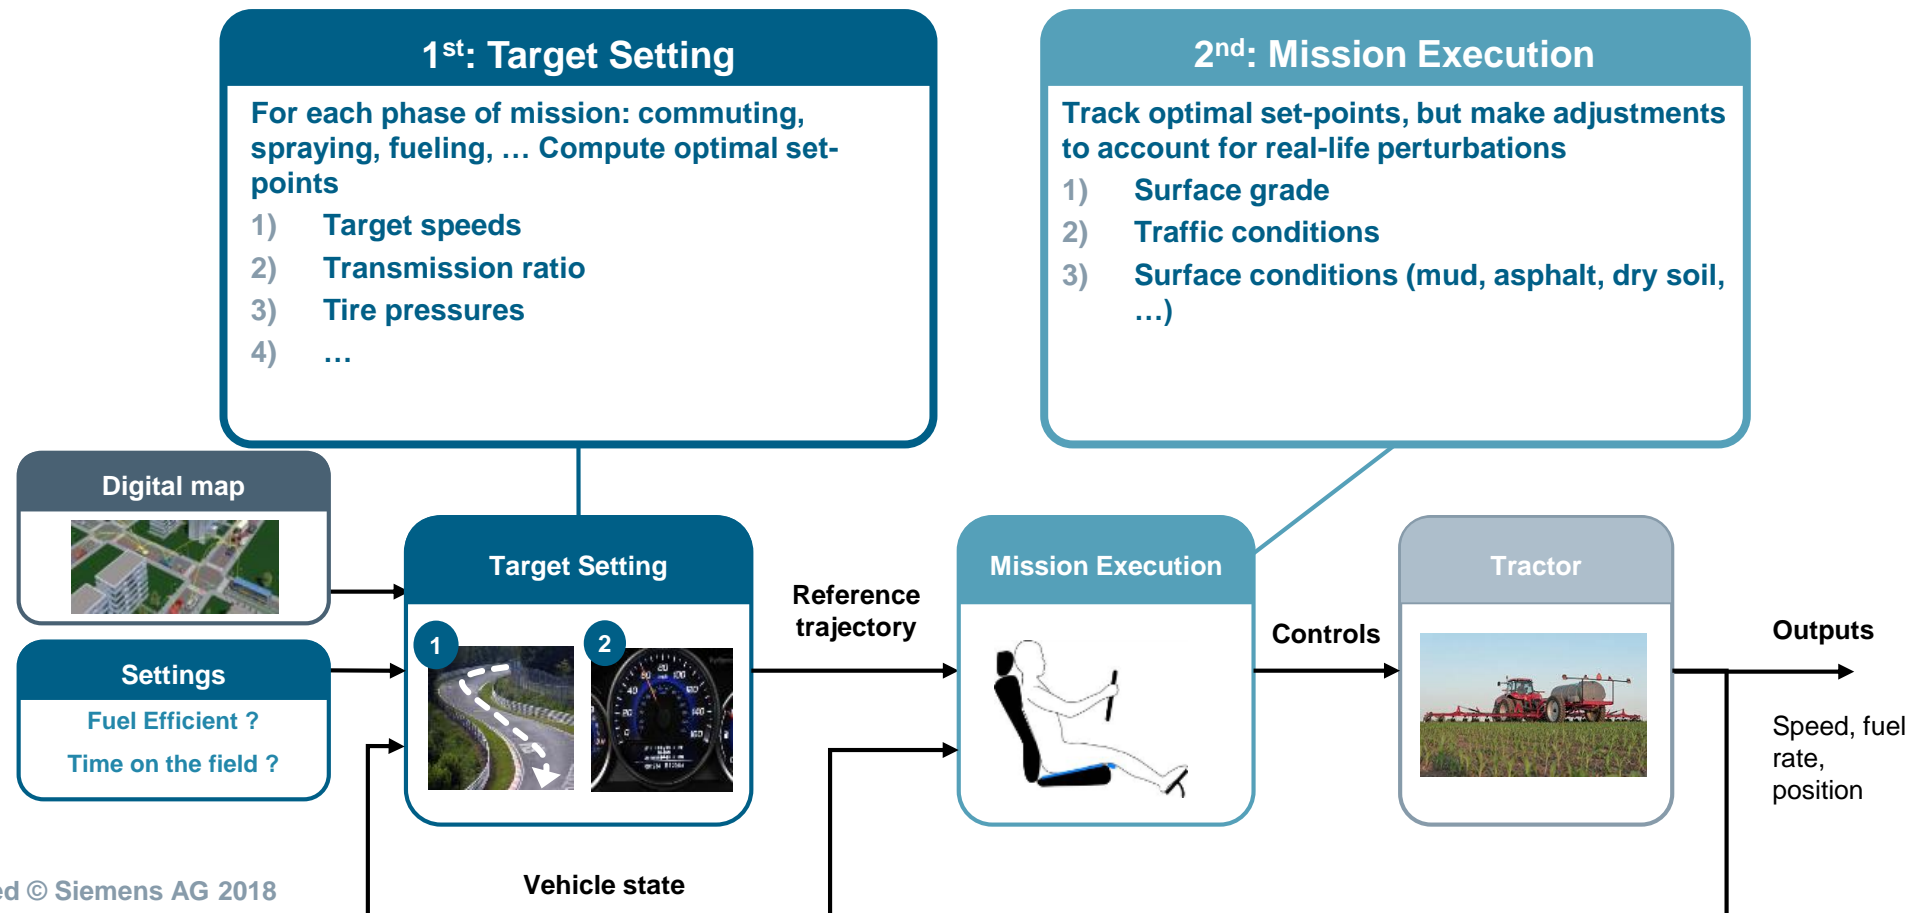 1st: Target Setting
For each phase of mission: commuting,
spraying, fueling, … Compute optimal set-
points
1) Target speeds
2) Transmission ratio
3) Tire pressures
4) …
2nd: Mission Execution
Track optimal set-points, but make adjustments
to account for real-life perturbations
1) Surface grade
2) Traffic conditions
3) Surface conditions (mud, asphalt, dry soil,
…)
Digital map
Settings
Fuel Efficient ?
Time on the field ?
Target Setting
1
2
Reference
trajectory
Mission Execution
Controls
Tractor
Outputs
Speed, fuel
rate,
position
Vehicle state
ed © Siemens AG 2018